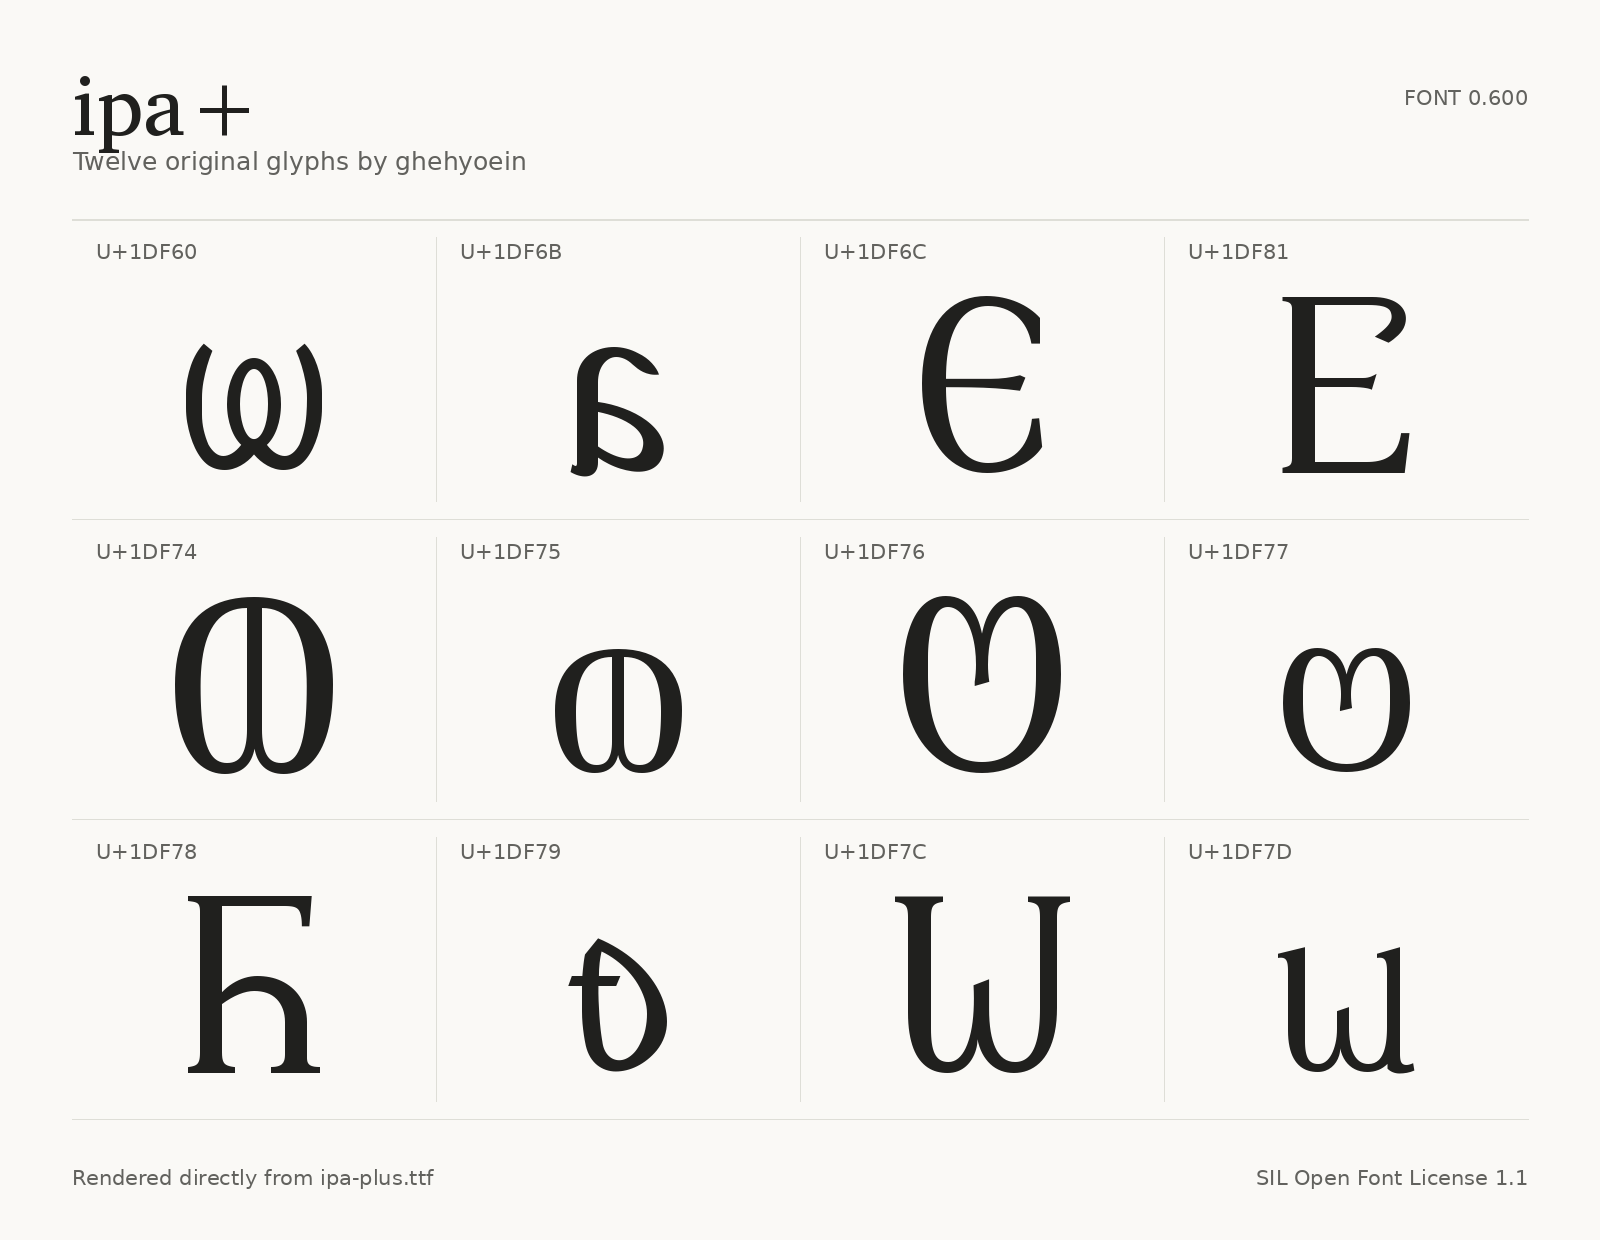 ipa+
FONT 0.600
Twelve original glyphs by ghehyoein
U+1DF60 U+1DF6B U+1DF6C U+1DF81
U+1DF74 U+1DF75 U+1DF76 U+1DF77
U+1DF78 U+1DF79 U+1DF7C U+1DF7D
Rendered directly from ipa-plus.ttf
SIL Open Font License 1.1